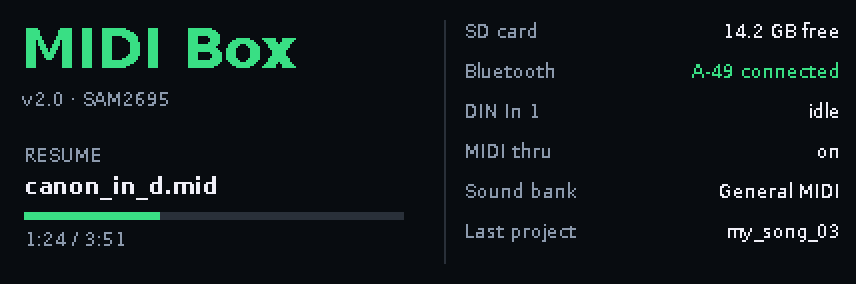 MIDI Box
v2.0 · SAM2695
RESUME
canon_in_d.mid
1:24 / 3:51
SD card 14.2 GB free
Bluetooth A-49 connected
DIN In 1 idle
MIDI thru on
Sound bank General MIDI
Last project my_song_03